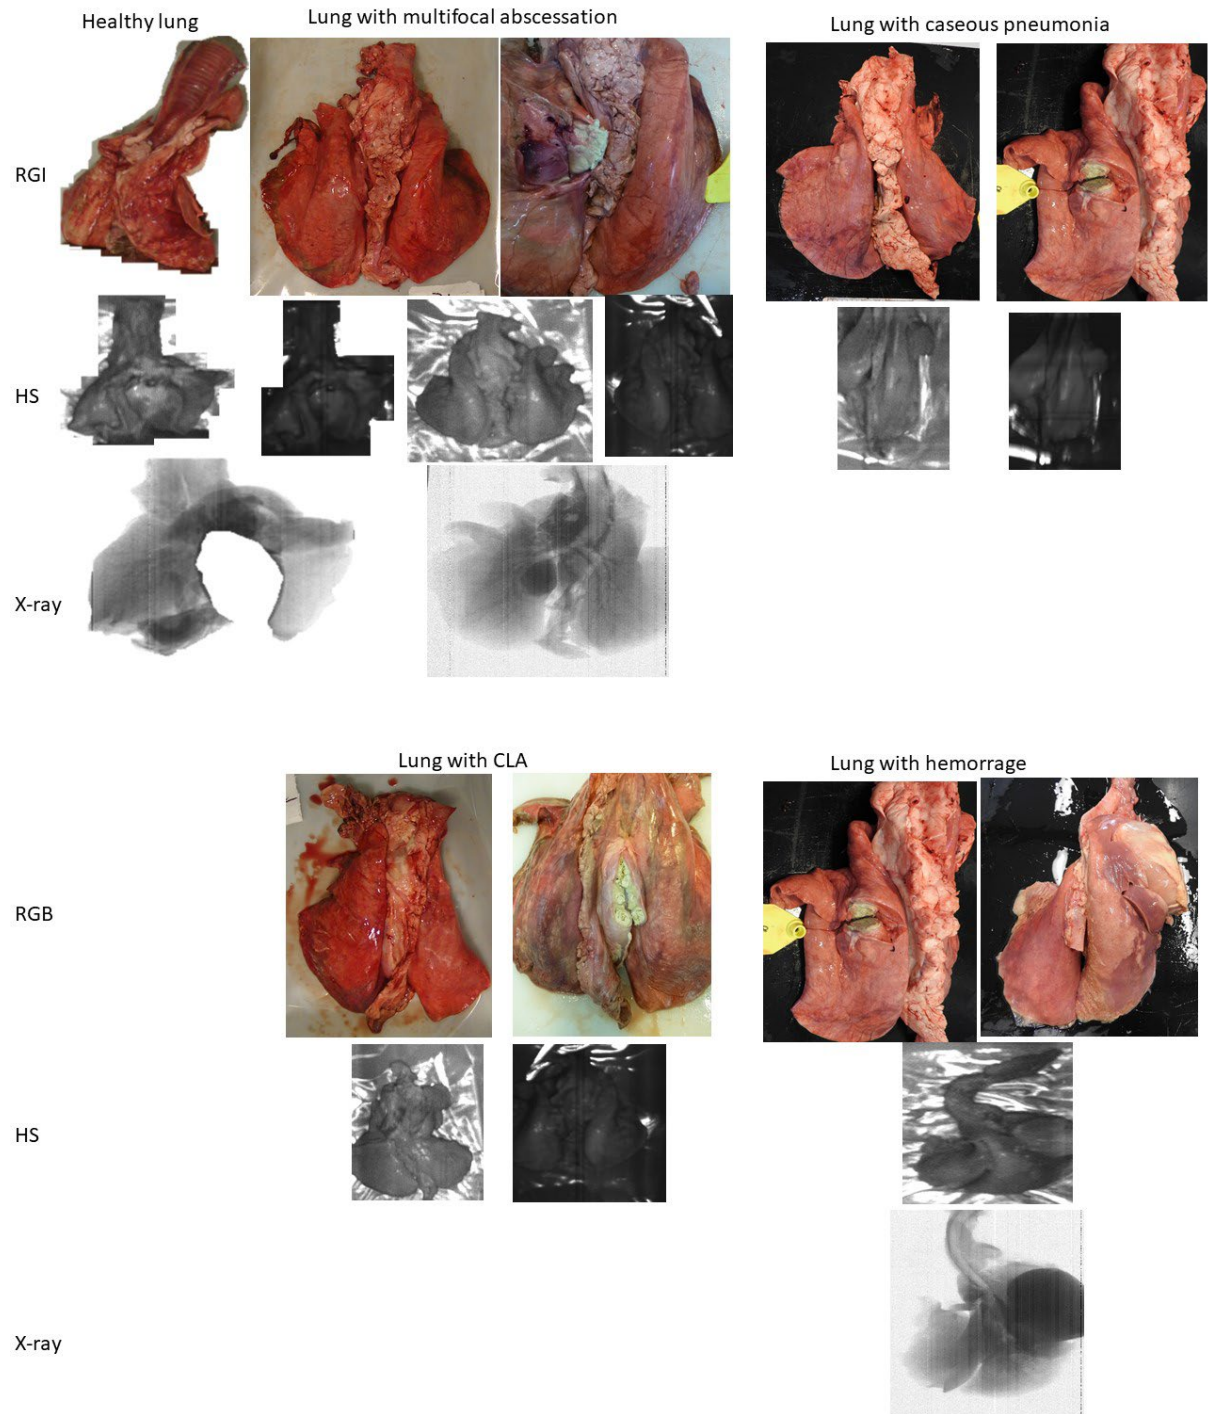 Healthy lung
Lung with multifocal abscessation
Lung with caseous pneumonia
RGI
HS
X-ray
Lung with CLA
Lung with hemorrage
RGB
HS
X-ray